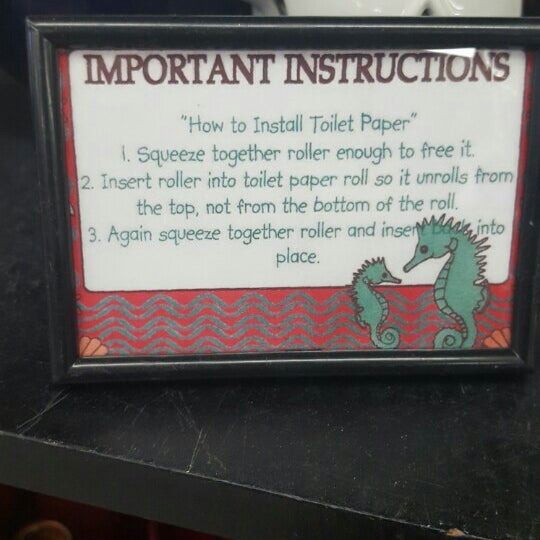 IMPORTANT INSTRUCTIONS
"How to Install Toilet Paper"
1. Squeeze together roller enough to free it.
2. Insert roller into toilet paper roll so it unrolls from
the top, not from the bottom of the roll.
3. Again squeeze together roller and insert back into
place.